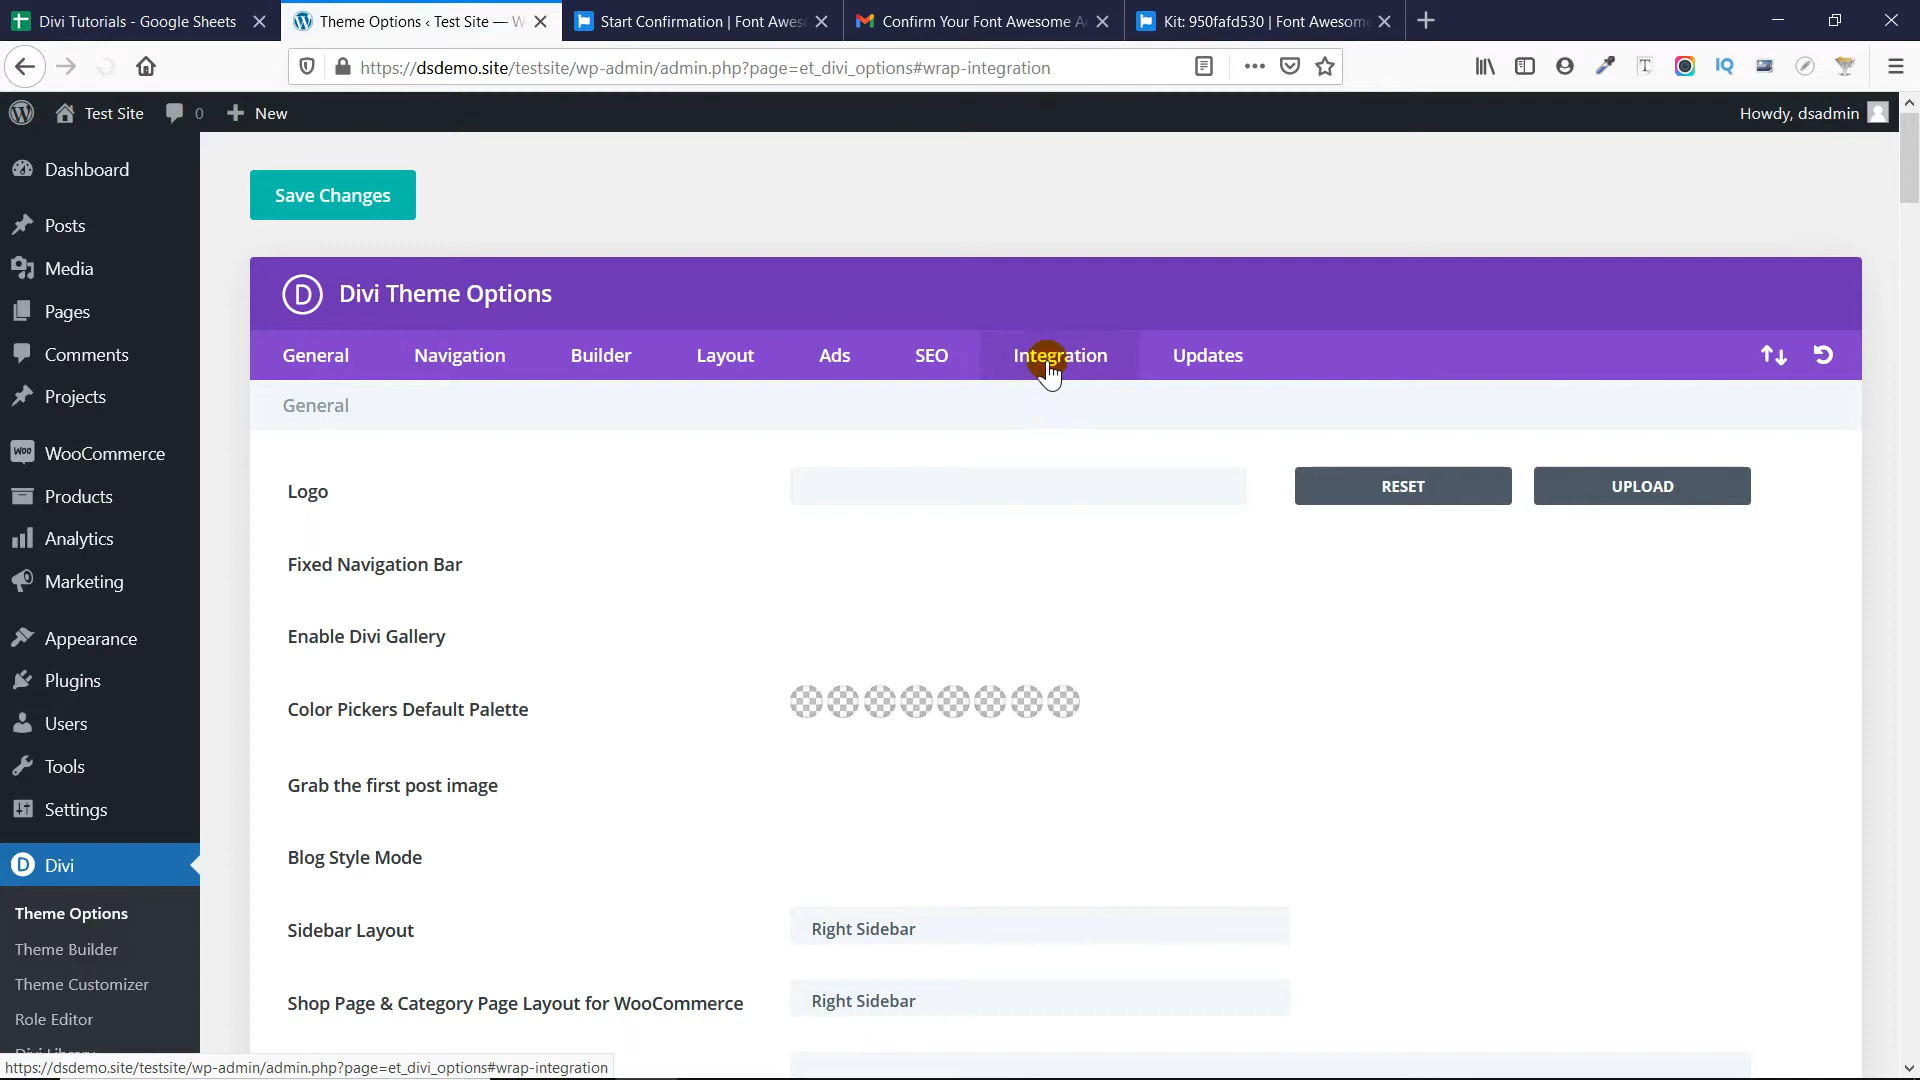 Divi Tutorials - Google Sheets
Theme Options ‹ Test Site — W
Start Confirmation | Font Awes
Confirm Your Font Awesome A
Kit: 950fafd530 | Font Awesome
https://dsdemo.site/testsite/wp-admin/admin.php?page=et_divi_options#wrap-integration
Test Site
0
New
Howdy, dsadmin
Dashboard
Posts
Media
Pages
Comments
Projects
WooCommerce
Products
Analytics
Marketing
Appearance
Plugins
Users
Tools
Settings
Divi
Theme Options
Theme Builder
Theme Customizer
Role Editor
Save Changes
Divi Theme Options
General
Navigation
Builder
Layout
Ads
SEO
Integration
Updates
General
Logo
RESET
UPLOAD
Fixed Navigation Bar
Enable Divi Gallery
Color Pickers Default Palette
Grab the first post image
Blog Style Mode
Sidebar Layout
Right Sidebar
Shop Page & Category Page Layout for WooCommerce
Right Sidebar
https://dsdemo.site/testsite/wp-admin/admin.php?page=et_divi_options#wrap-integration